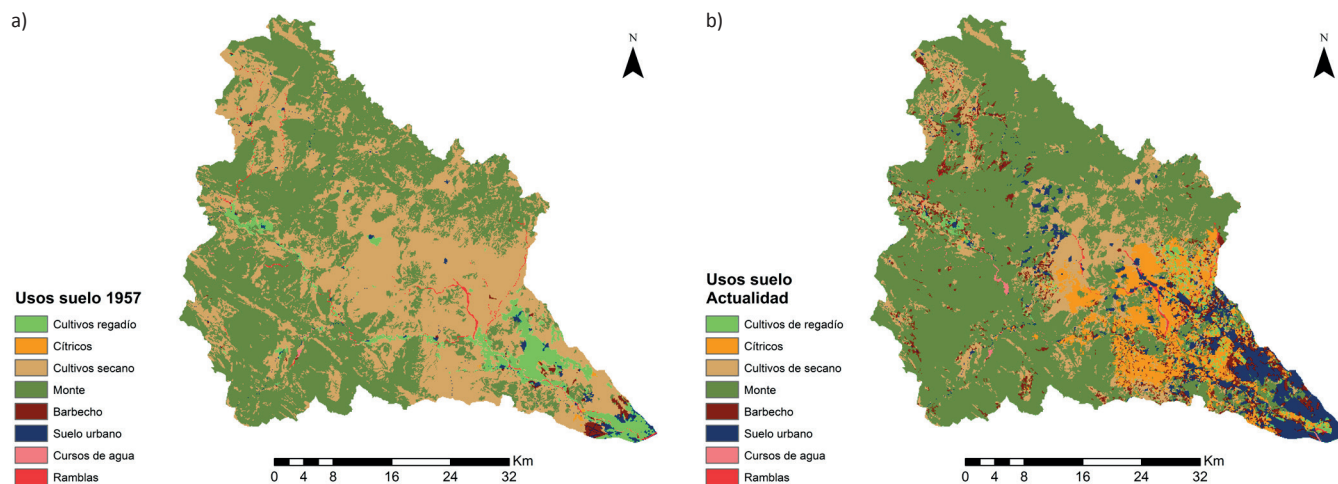 a)
N
Usos suelo 1957
Cultivos regadío
Cítricos
Cultivos secano
Monte
Barbecho
Suelo urbano
Cursos de agua
Ramblas
Km
0 4 8 16 24 32
b)
N
Usos suelo
Actualidad
Cultivos de regadío
Cítricos
Cultivos de secano
Monte
Barbecho
Suelo urbano
Cursos de agua
Ramblas
Km
0 4 8 16 24 32